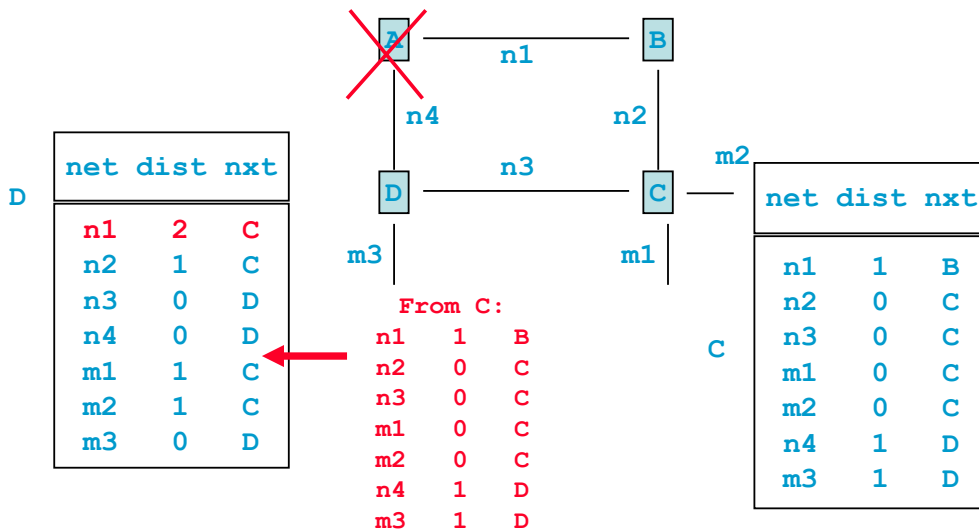 A
B
n1
n4
n2
m2
n3
D
C
m3
m1
D
net dist nxt
n1 2 C
n2 1 C
n3 0 D
n4 0 D
m1 1 C
m2 1 C
m3 0 D
From C:
n1 1 B
n2 0 C
n3 0 C
m1 0 C
m2 0 C
n4 1 D
m3 1 D
C
net dist nxt
n1 1 B
n2 0 C
n3 0 C
m1 0 C
m2 0 C
n4 1 D
m3 1 D